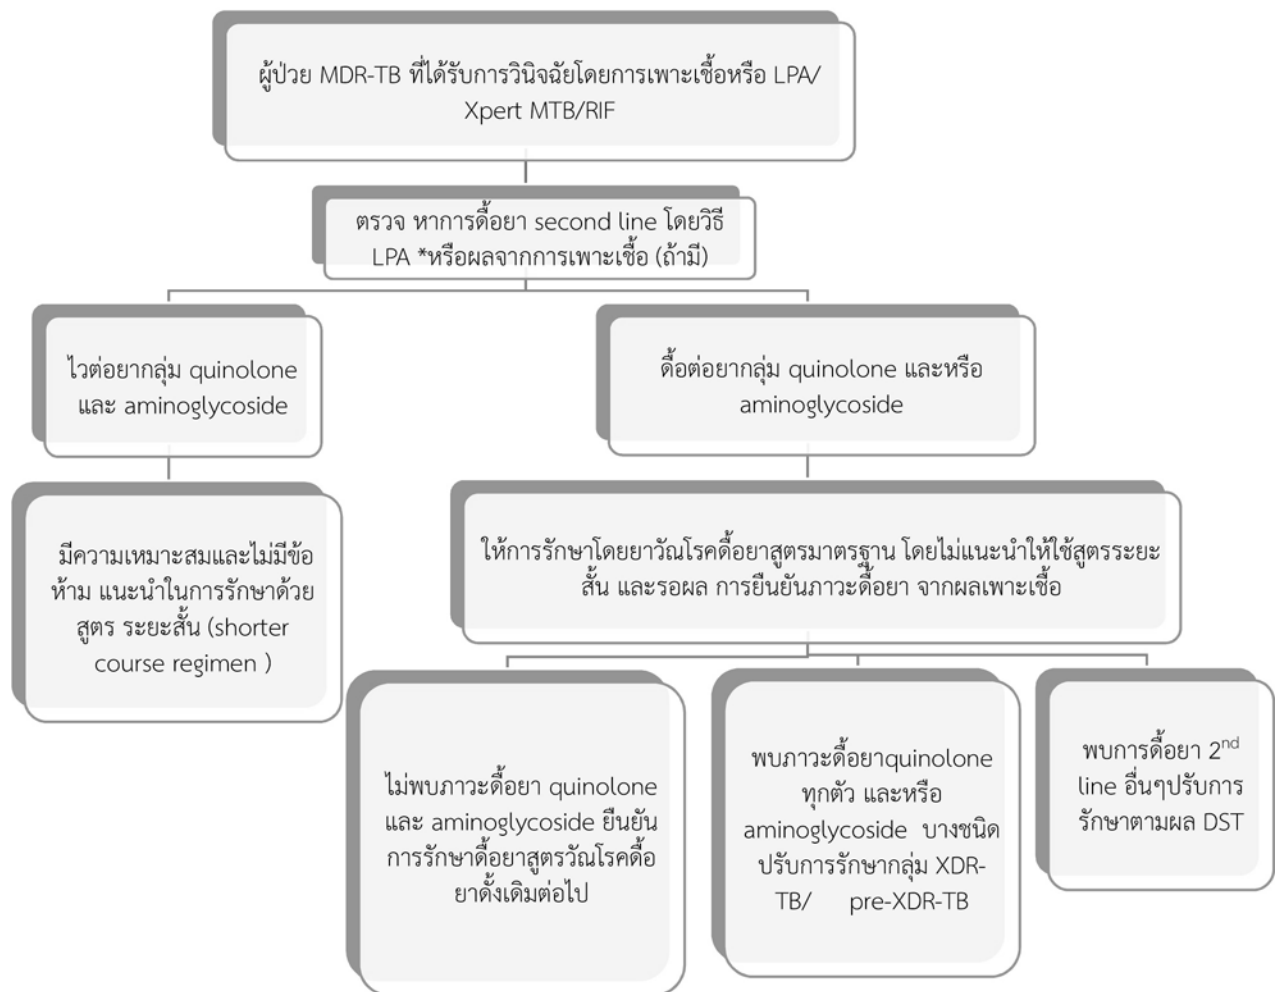 ผู้ป่วย MDR-TB ที่ได้รับการวินิจฉัยโดยการเพาะเชื้อหรือ LPA/
Xpert MTB/RIF
ตรวจ หาการดื้อยา second line โดยวิธี
LPA *หรือผลจากการเพาะเชื้อ (ถ้ามี)
ไวต่อยากลุ่ม quinolone
และ aminoglycoside
ดื้อต่อยากลุ่ม quinolone และหรือ
aminoglycoside
มีความเหมาะสมและไม่มีข้อ
ห้าม แนะนำในการรักษาด้วย
สูตร ระยะสั้น (shorter
course regimen )
ให้การรักษาโดยยาวัณโรคดื้อยาสูตรมาตรฐาน โดยไม่แนะนำให้ใช้สูตรระยะ
สั้น และรอผล การยืนยันภาวะดื้อยา จากผลเพาะเชื้อ
ไม่พบภาวะดื้อยา quinolone
และ aminoglycoside ยืนยัน
การรักษาดื้อยาสูตรวัณโรคดื้อ
ยาดั้งเดิมต่อไป
พบภาวะดื้อยาquinolone
ทุกตัว และหรือ
aminoglycoside บางชนิด
ปรับการรักษากลุ่ม XDR-
TB/ pre-XDR-TB
พบการดื้อยา 2nd
line อื่นๆปรับการ
รักษาตามผล DST